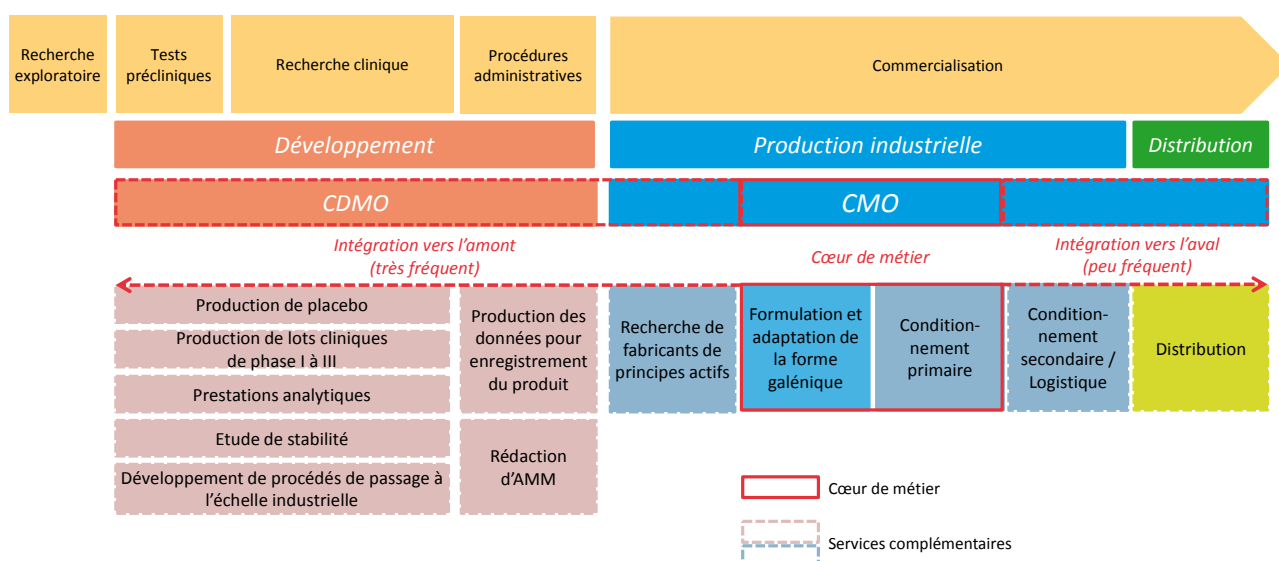 Recherche
exploratoire
Tests
précliniques
Recherche clinique
Procédures
administratives
Commercialisation
Développement
Production industrielle
Distribution
CDMO
CMO
Intégration vers l'amont
(très fréquent)
Cœur de métier
Intégration vers l'aval
(peu fréquent)
Production de placebo
Production de lots cliniques
de phase I à III
Prestations analytiques
Etude de stabilité
Développement de procédés de passage à
l'échelle industrielle
Production des
données pour
enregistrement
du produit
Rédaction
d'AMM
Recherche de
fabricants de
principes actifs
Formulation et
adaptation de
la forme
galénique
Condition-
nement
primaire
Condition-
nement
secondaire /
Logistique
Distribution
Cœur de métier
Services complémentaires